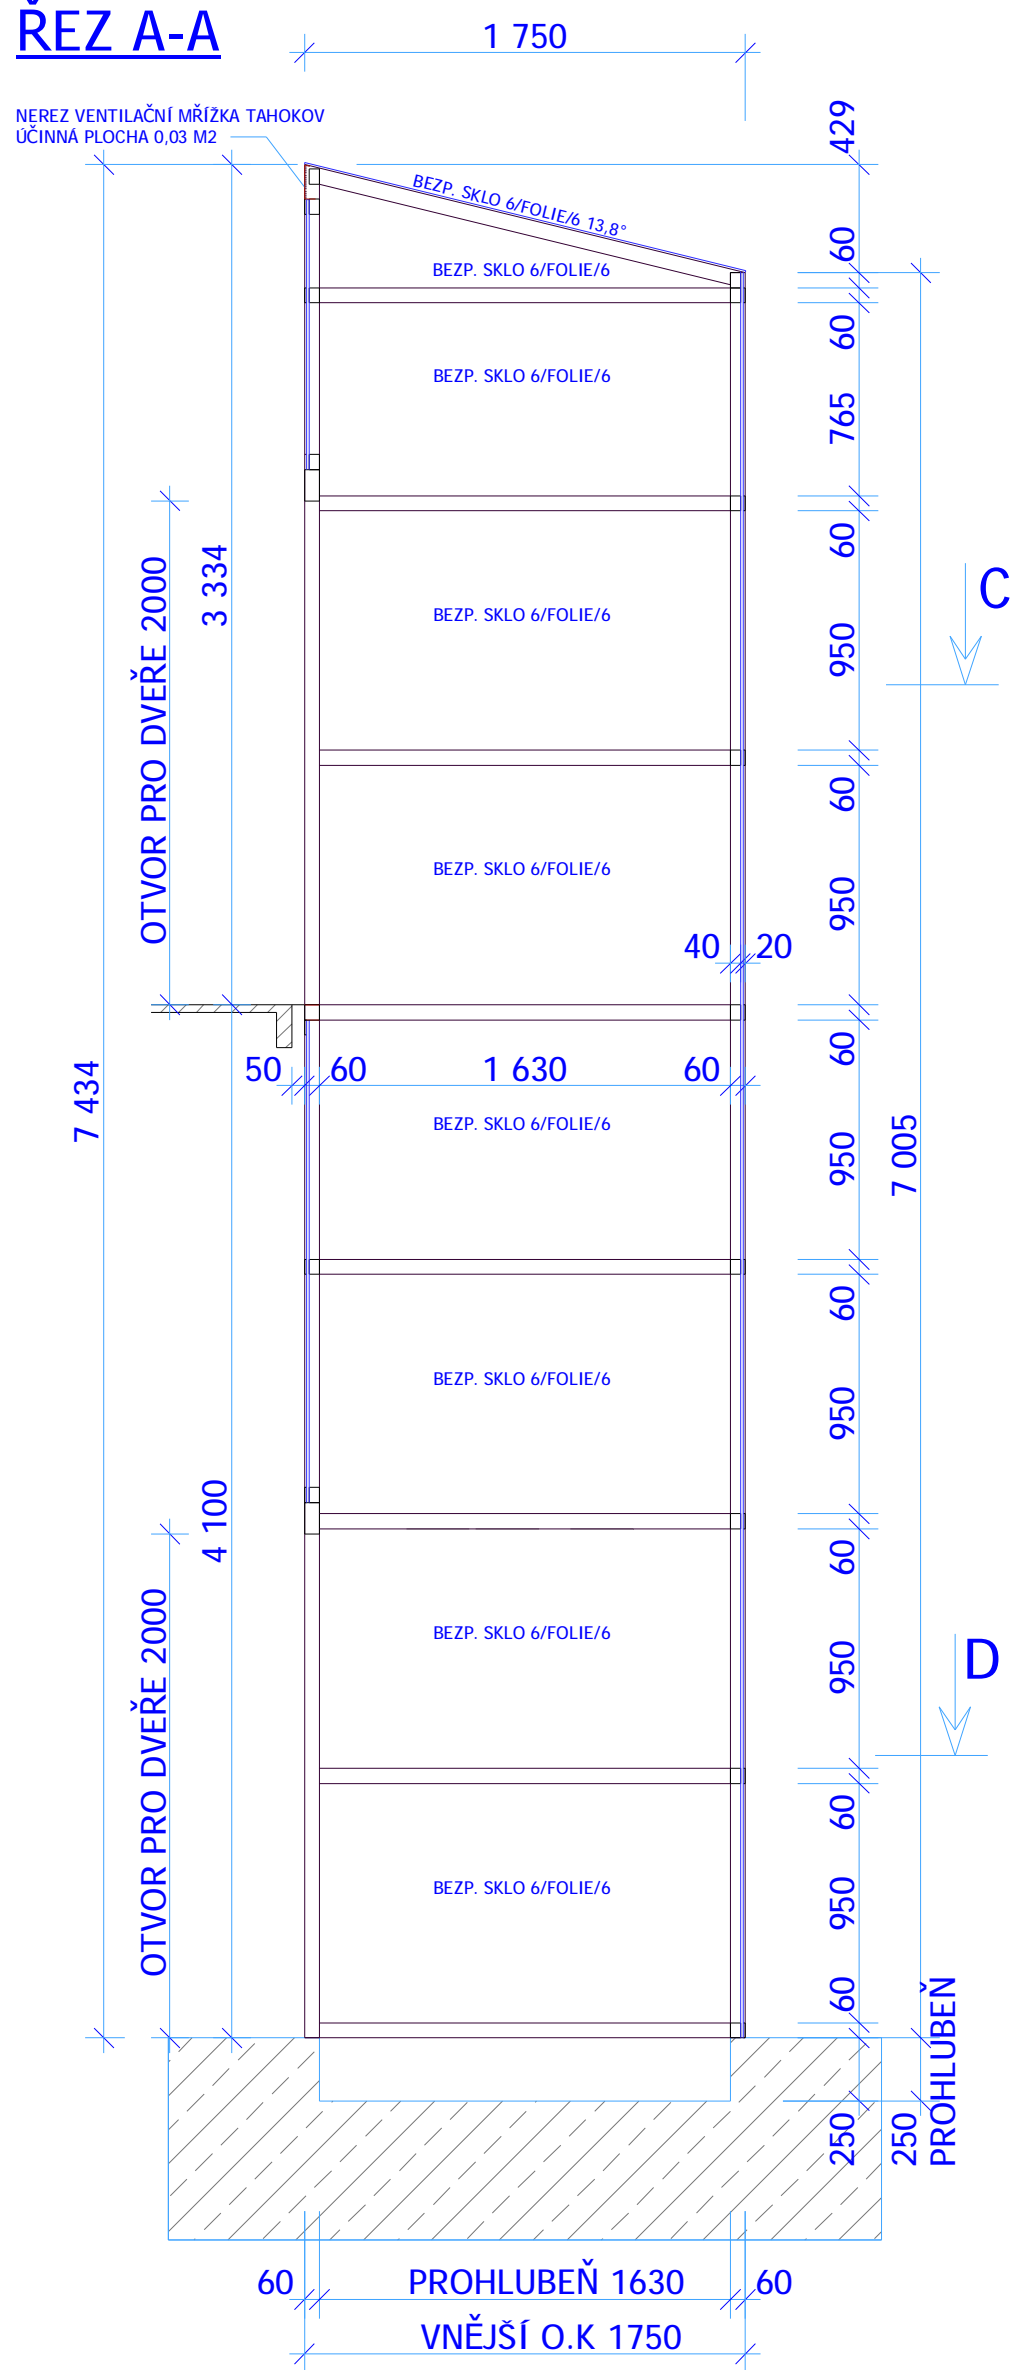 ŘEZ A-A
1 750
NEREZ VENTILAČNÍ MŘÍŽKA TAHOKOV
ÚČINNÁ PLOCHA 0,03 M2
429
BEZP. SKLO 6/FOLIE/6 13,8°
60
BEZP. SKLO 6/FOLIE/6
60
BEZP. SKLO 6/FOLIE/6
765
60
3 334
OTVOR PRO DVEŘE 2000
C
BEZP. SKLO 6/FOLIE/6
950
60
BEZP. SKLO 6/FOLIE/6
950
40
20
60
50
60
1 630
60
7 434
BEZP. SKLO 6/FOLIE/6
950
7 005
60
BEZP. SKLO 6/FOLIE/6
950
4 100
60
OTVOR PRO DVEŘE 2000
BEZP. SKLO 6/FOLIE/6
950
D
60
BEZP. SKLO 6/FOLIE/6
950
60
250
250
PROHLUBEŇ
60
PROHLUBEŇ 1630
60
VNĚJŠÍ O.K 1750